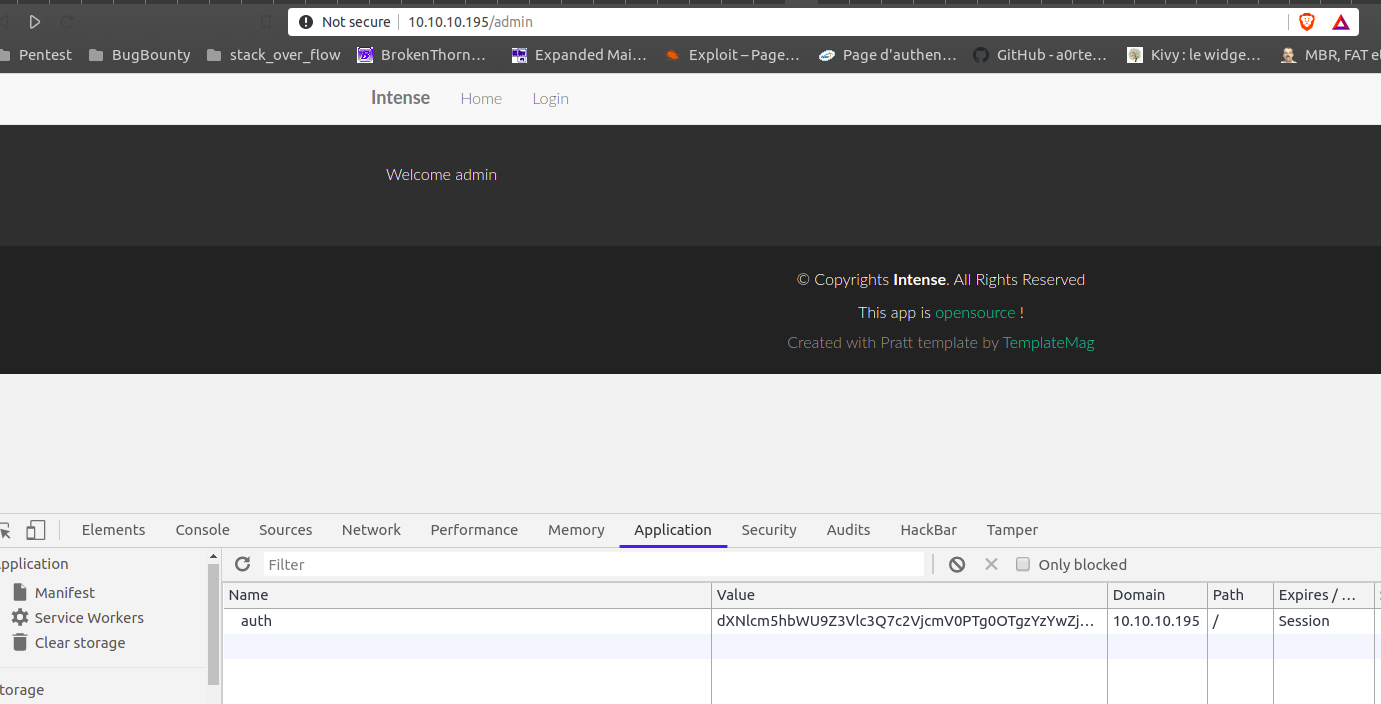 Not secure 10.10.10.195/admin
Pentest BugBounty stack_over_flow BrokenThorn… Expanded Mai… Exploit – Page… Page d'authen… GitHub - a0rte… Kivy : le widge… MBR, FAT et
Intense Home Login
Welcome admin
© Copyrights Intense. All Rights Reserved
This app is opensource !
Created with Pratt template by TemplateMag
Elements Console Sources Network Performance Memory Application Security Audits HackBar Tamper
pplication
Filter Only blocked
Manifest
Service Workers
Clear storage
torage
Name Value Domain Path Expires / …
auth dXNlcm5hbWU9Z3Vlc3Q7c2VjcmV0PTg0OTgzYzYwZj… 10.10.10.195 / Session